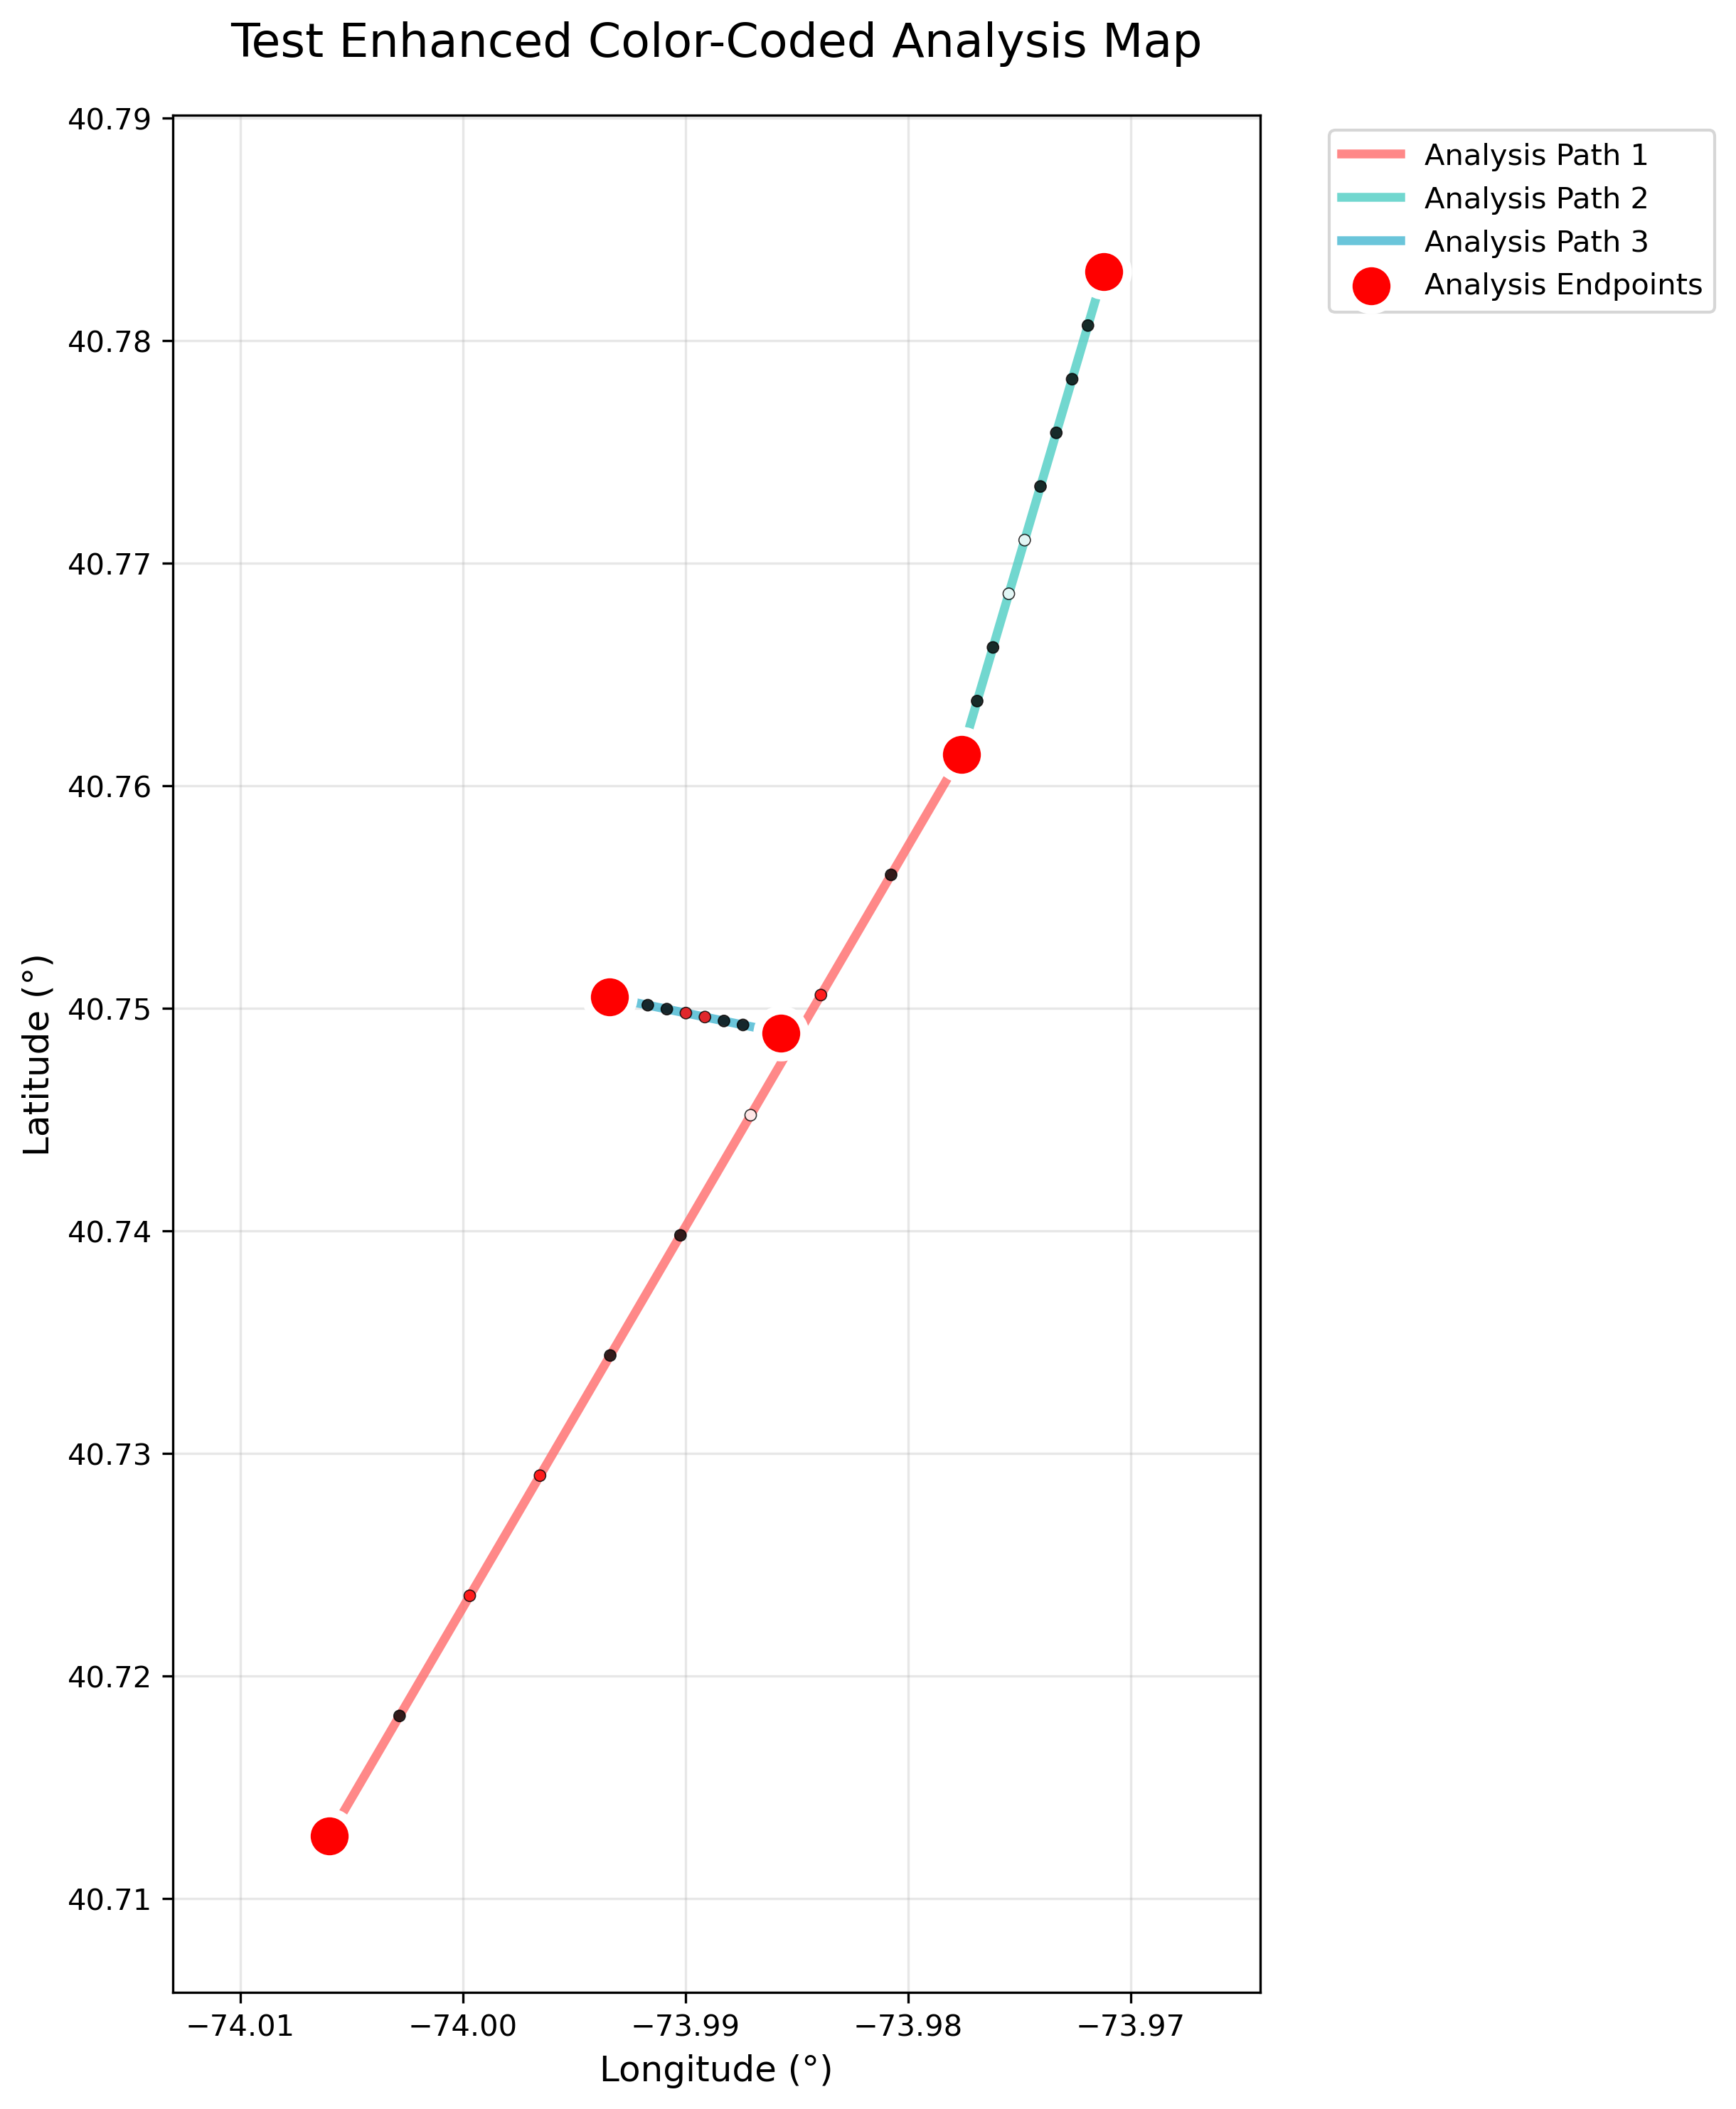 Test Enhanced Color-Coded Analysis Map
Analysis Path 1
Analysis Path 2
Analysis Path 3
Analysis Endpoints
40.79
40.78
40.77
40.76
40.75
40.74
40.73
40.72
40.71
Latitude (°)
−74.01
−74.00
−73.99
−73.98
−73.97
Longitude (°)